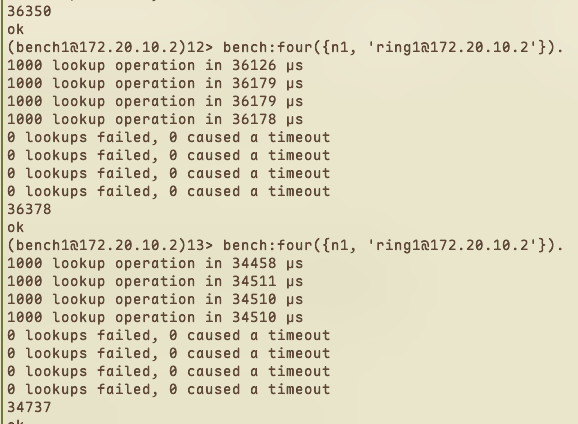 36350
ok
(bench1@172.20.10.2)12> bench:four({n1, 'ring1@172.20.10.2'}).
1000 lookup operation in 36126 µs
1000 lookup operation in 36179 µs
1000 lookup operation in 36179 µs
1000 lookup operation in 36178 µs
0 lookups failed, 0 caused a timeout
0 lookups failed, 0 caused a timeout
0 lookups failed, 0 caused a timeout
0 lookups failed, 0 caused a timeout
36378
ok
(bench1@172.20.10.2)13> bench:four({n1, 'ring1@172.20.10.2'}).
1000 lookup operation in 34458 µs
1000 lookup operation in 34511 µs
1000 lookup operation in 34510 µs
1000 lookup operation in 34510 µs
0 lookups failed, 0 caused a timeout
0 lookups failed, 0 caused a timeout
0 lookups failed, 0 caused a timeout
0 lookups failed, 0 caused a timeout
34737
ok